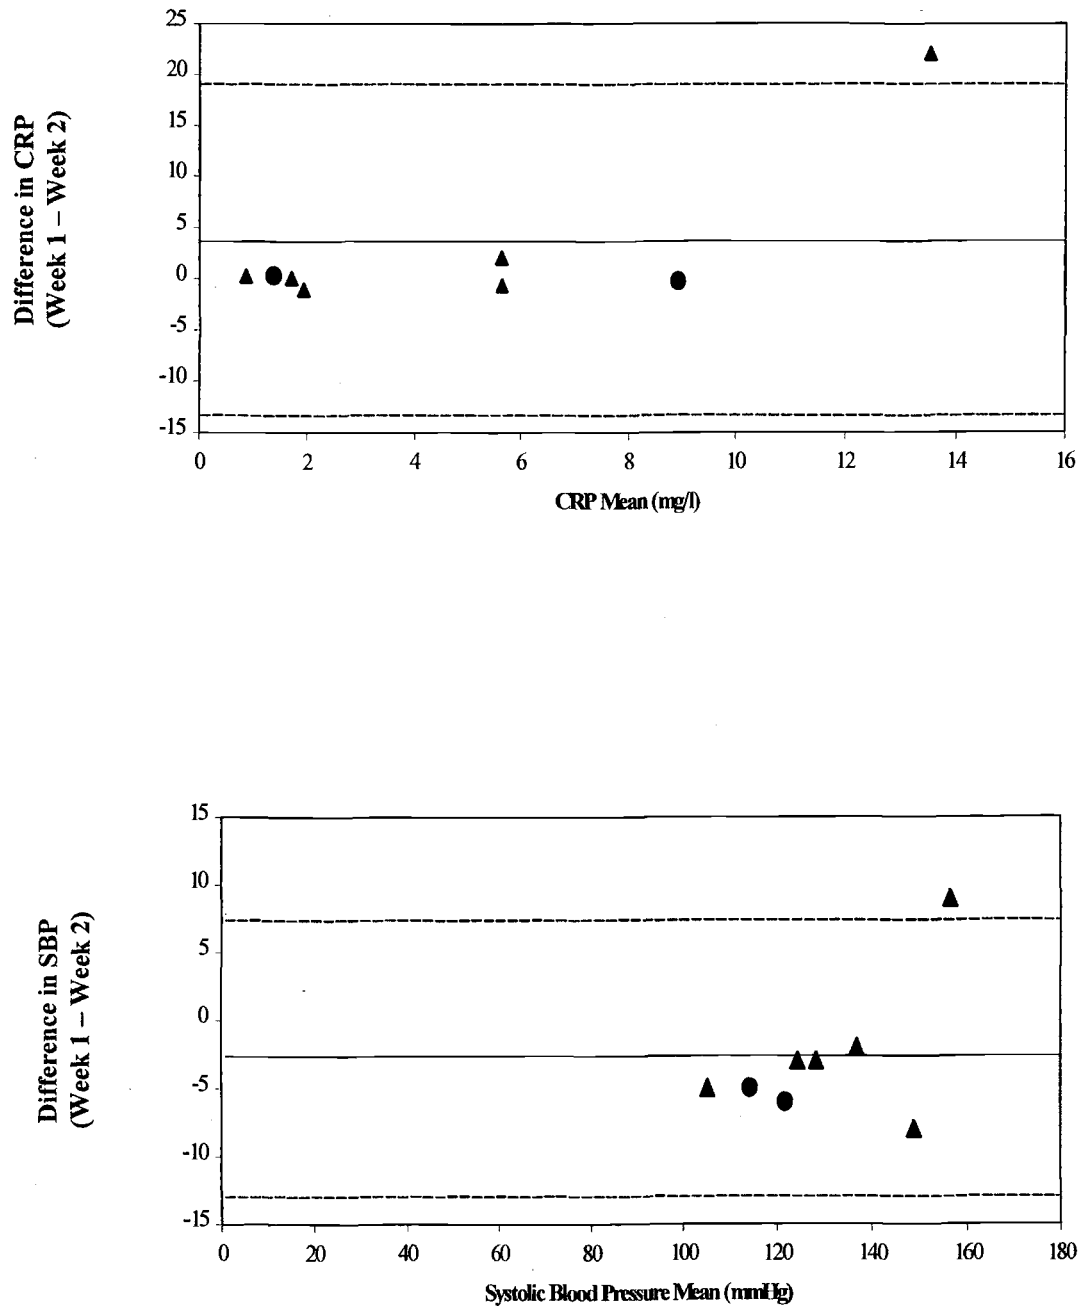 Difference in CRP
(Week 1 – Week 2)
25
20
15
10
5
0
-5
-10
-15
0 2 4 6 8 10 12 14 16
CRP Mean (mg/l)
Difference in SBP
(Week 1 – Week 2)
15
10
5
0
-5
-10
-15
0 20 40 60 80 100 120 140 160 180
Systolic Blood Pressure Mean (mmHg)